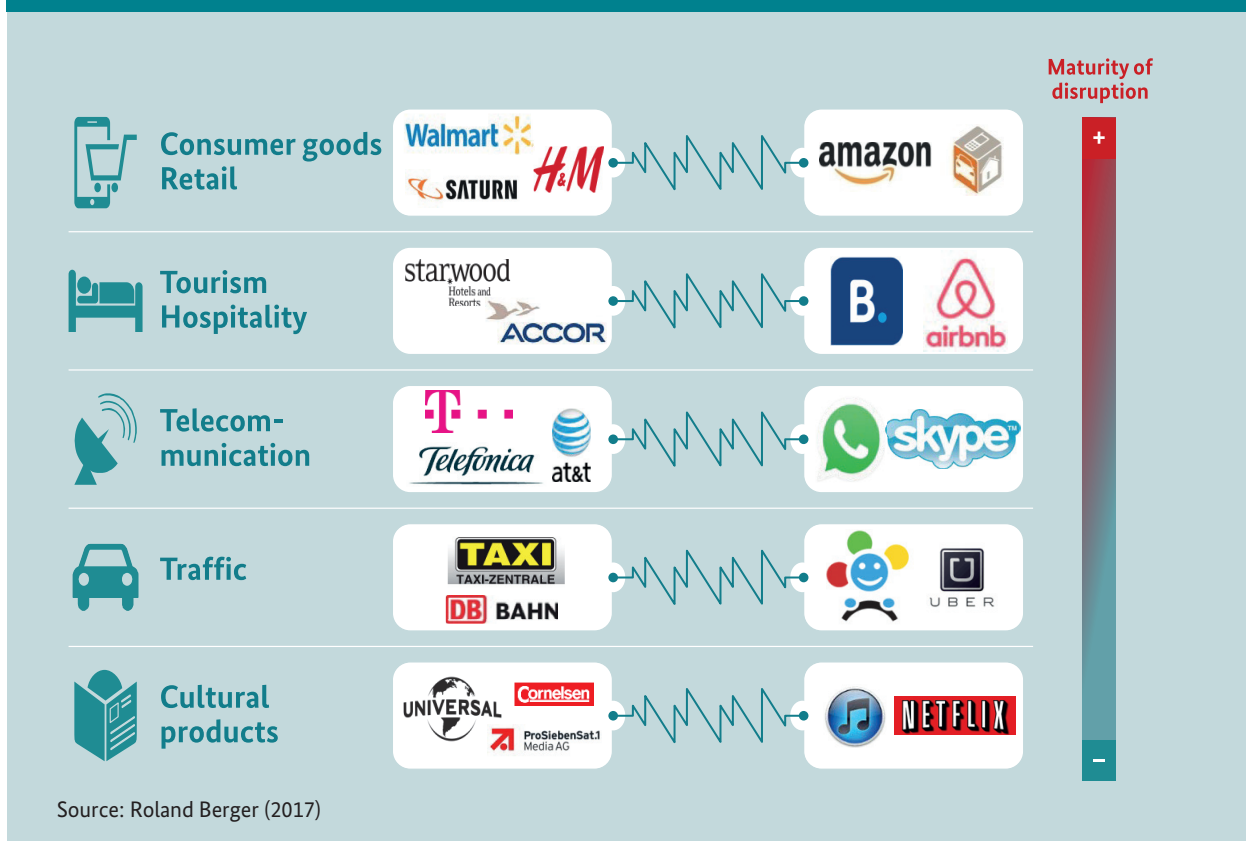 Maturity of
disruption
+
Consumer goods
Retail
Walmart
SATURN
H&M
amazon
Tourism
Hospitality
starwood
Hotels and
Resorts
ACCOR
B.
airbnb
Telecom-
munication
T
Telefónica
at&t
skype™
Traffic
TAXI
TAXI-ZENTRALE
DB BAHN
U
UBER
Cultural
products
UNIVERSAL
Cornelsen
ProSiebenSat.1
Media AG
NETFLIX
–
Source: Roland Berger (2017)